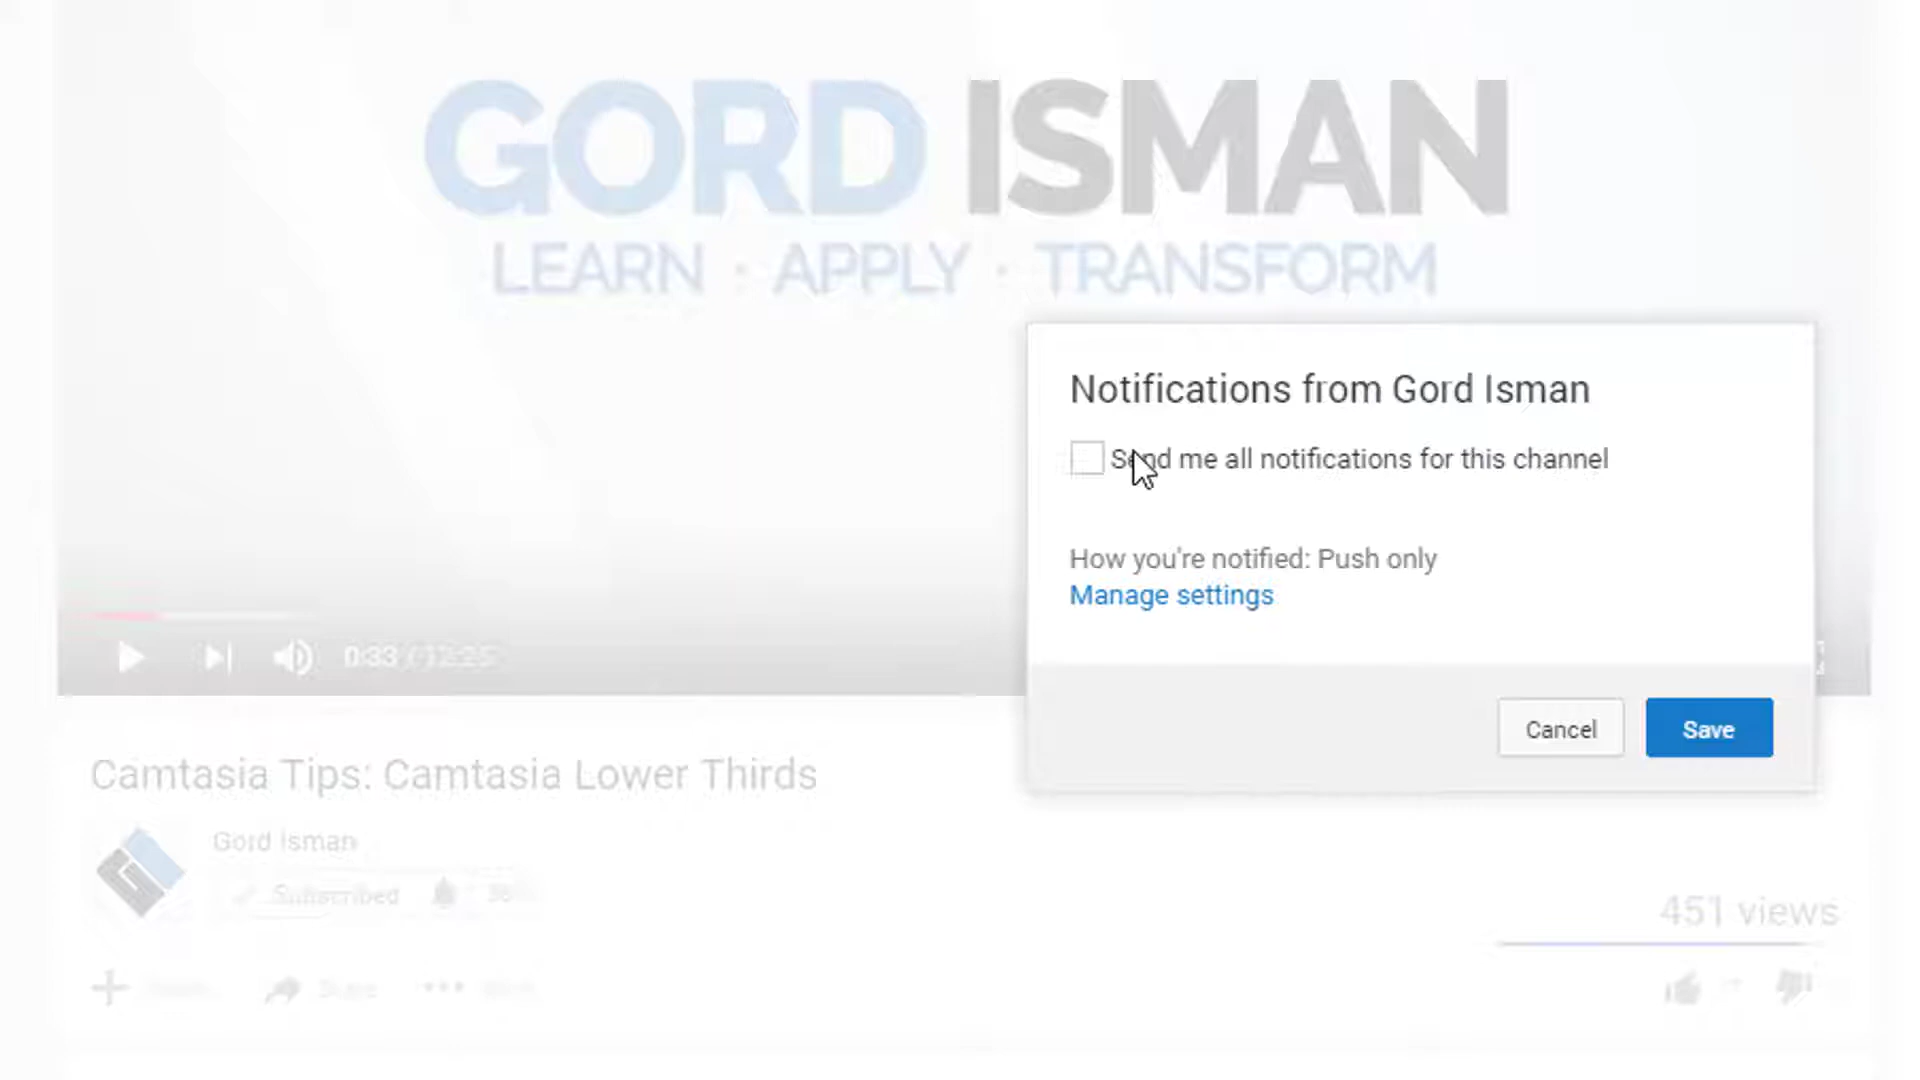 GORD ISMAN
LEARN · APPLY · TRANSFORM
Notifications from Gord Isman
Send me all notifications for this channel
How you're notified: Push only
Manage settings
0:33 / 12:25
Cancel
Save
Camtasia Tips: Camtasia Lower Thirds
Gord Isman
Subscribed
451 views
Share